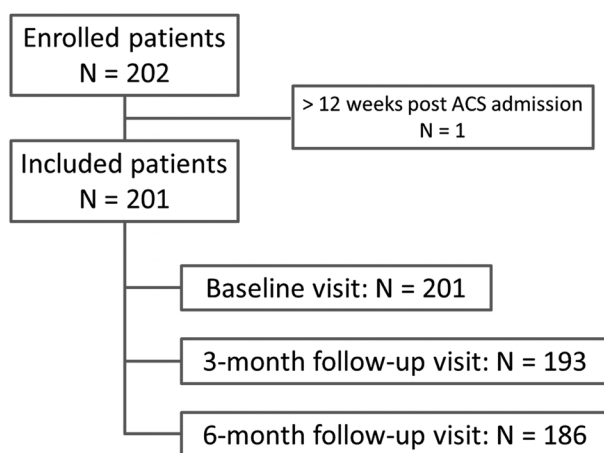 Enrolled patients
N = 202
> 12 weeks post ACS admission
N = 1
Included patients
N = 201
Baseline visit: N = 201
3-month follow-up visit: N = 193
6-month follow-up visit: N = 186